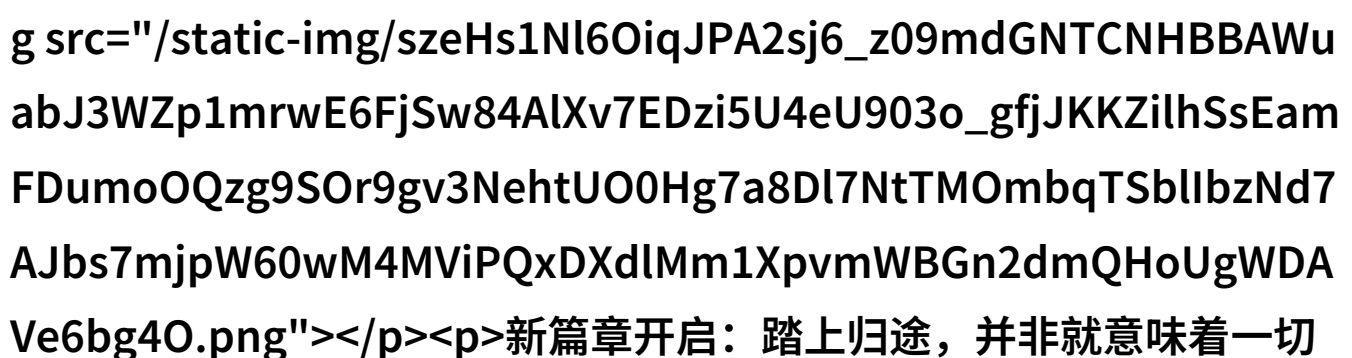 g src="/static-img/szeHs1Nl6OiqJPA2sj6_z09mdGNTCNHBBAWu
abJ3WZp1mrwE6FjSw84AlXv7EDzi5U4eU903o_gfjJKKZilhSsEam
FDumoOQzg9SOr9gv3NehtUO0Hg7a8Dl7NtTMOmbqTSblIbzNd7
AJbs7mjpW60wM4MViPQxDXdlMm1XpvmWBGn2dmQHoUgWDA
Ve6bg4O.png"></p><p>新篇章开启：踏上归途，并非就意味着一切